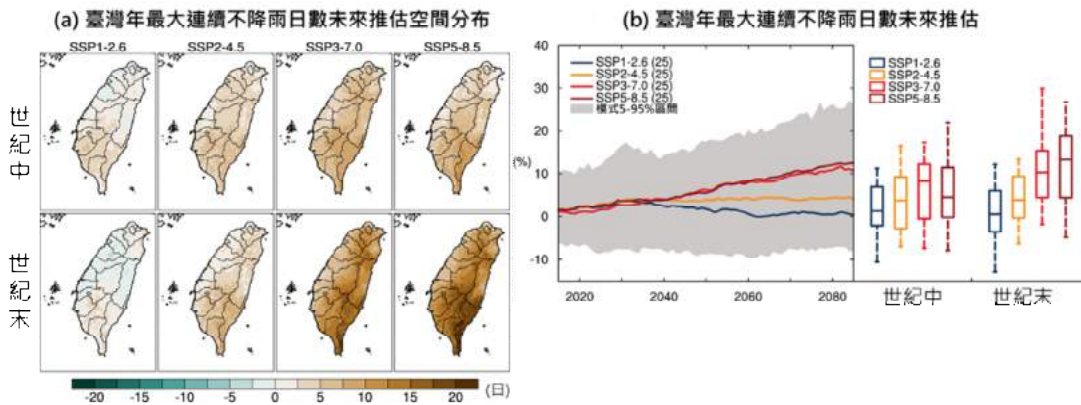 (a) 臺灣年最大連續不降雨日數未來推估空間分布
SSP1-2.6 SSP2-4.5 SSP3-7.0 SSP5-8.5
世紀中
世紀末
-20 -15 -10 -5 0 5 10 15 20 (日)
(b) 臺灣年最大連續不降雨日數未來推估
40
30
20
10
0
-10
(%)
SSP1-2.6 (25)
SSP2-4.5 (25)
SSP3-7.0 (25)
SSP5-8.5 (25)
模式5-95%區間
2020 2040 2060 2080
SSP1-2.6
SSP2-4.5
SSP3-7.0
SSP5-8.5
世紀中 世紀末